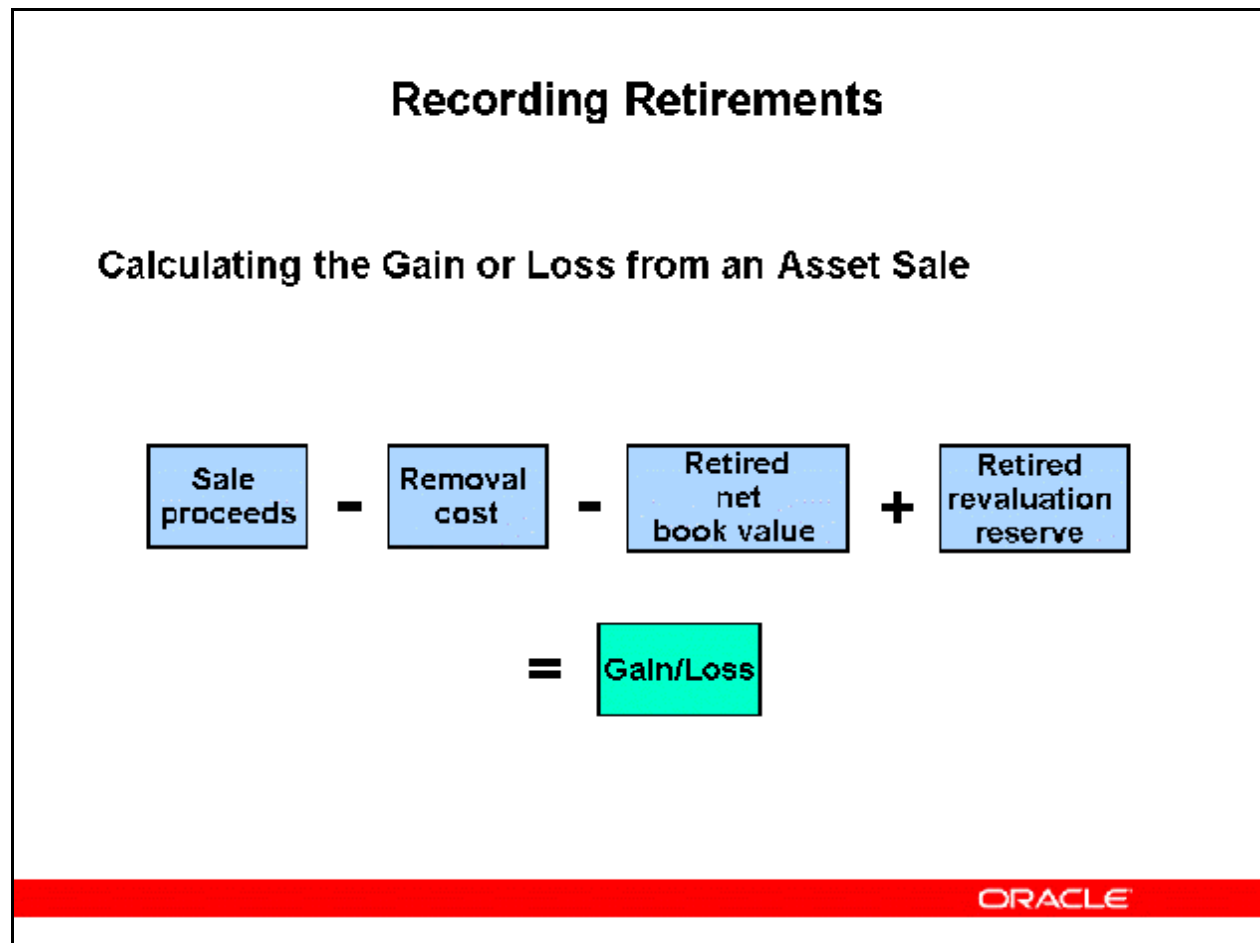 Recording Retirements
Calculating the Gain or Loss from an Asset Sale
Sale
proceeds
-
Removal
cost
-
Retired
net
book value
+
Retired
revaluation
reserve
=
Gain/Loss
ORACLE